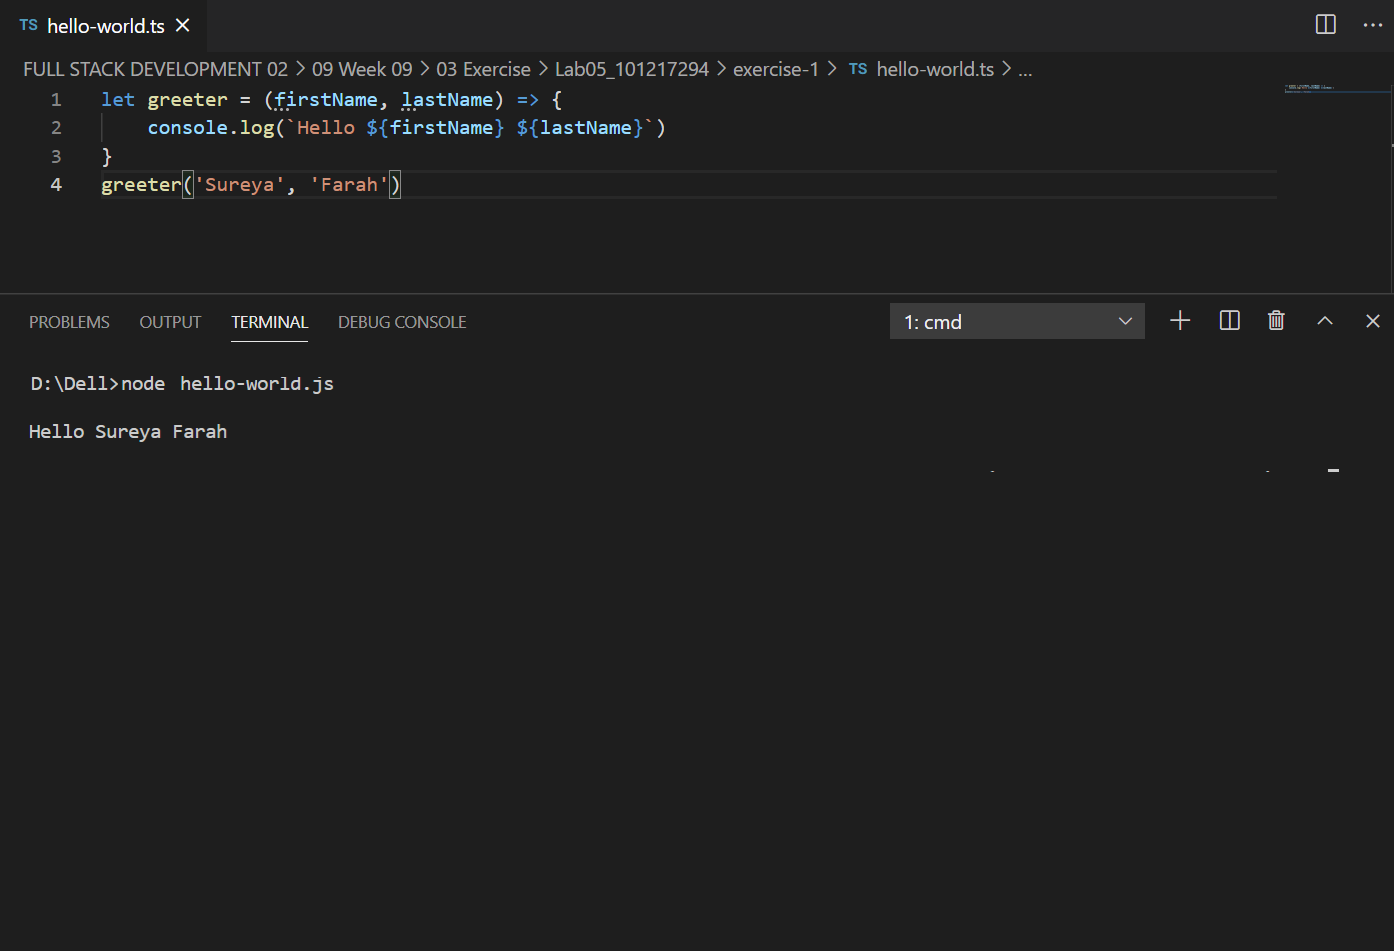 TS hello-world.ts
FULL STACK DEVELOPMENT 02 > 09 Week 09 > 03 Exercise > Lab05_101217294 > exercise-1 > TS hello-world.ts > ...
1 let greeter = (firstName, lastName) => {
2     console.log(`Hello ${firstName} ${lastName}`)
3 }
4 greeter('Sureya', 'Farah')
PROBLEMS OUTPUT TERMINAL DEBUG CONSOLE 1: cmd
D:\Dell>node hello-world.js
Hello Sureya Farah